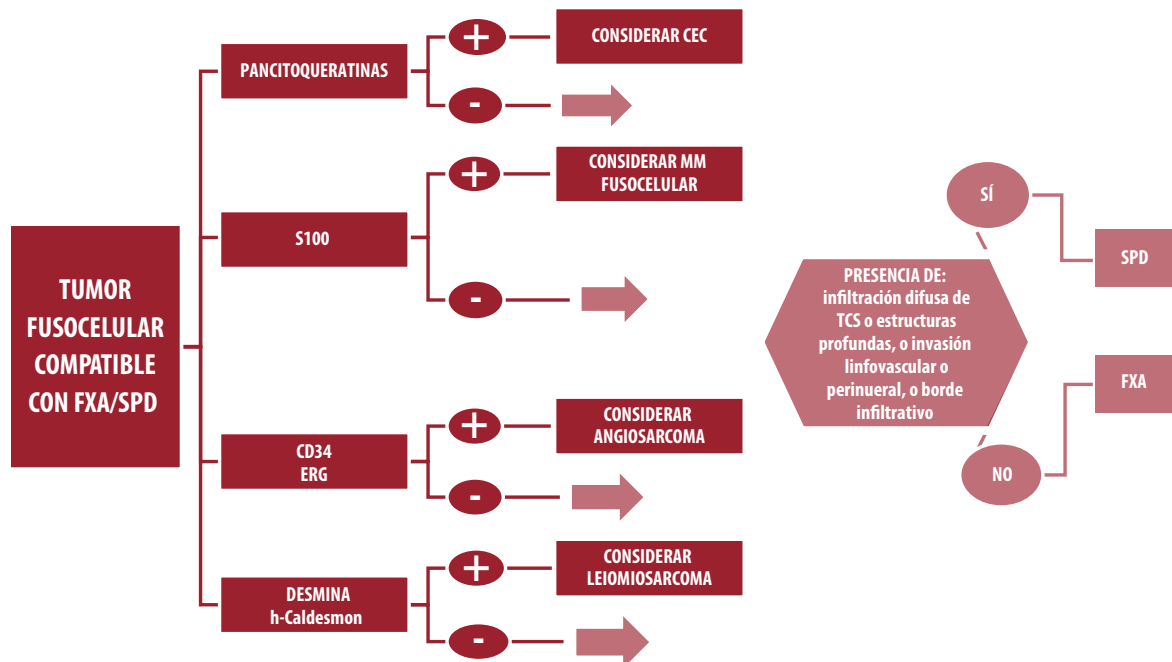 TUMOR
FUSOCELULAR
COMPATIBLE
CON FXA/SPD
PANCITOQUERATINAS
+
CONSIDERAR CEC
-
S100
+
CONSIDERAR MM
FUSOCELULAR
-
CD34
ERG
+
CONSIDERAR
ANGIOSARCOMA
-
DESMINA
h-Caldesmon
+
CONSIDERAR
LEIOMIOSARCOMA
-
PRESENCIA DE:
infiltración difusa de
TCS o estructuras
profundas, o invasión
linfovascular o
perinueral, o borde
infiltrativo
SÍ
SPD
NO
FXA